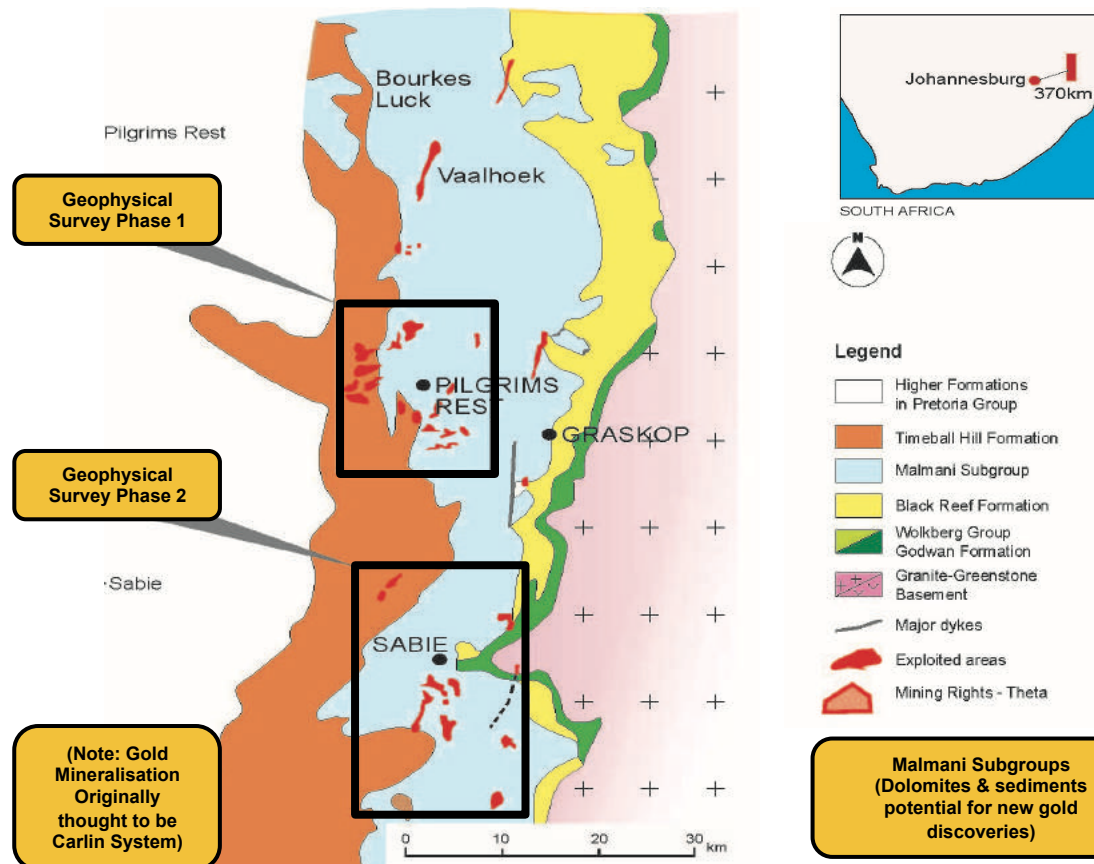 Bourkes
Luck
Pilgrims Rest
Vaalhoek
Geophysical
Survey Phase 1
PILGRIMS
REST
GRASKOP
Geophysical
Survey Phase 2
Sabie
SABIE
(Note: Gold
Mineralisation
Originally
thought to be
Carlin System)
0 10 20 30 km
Johannesburg
370km
SOUTH AFRICA
N
Legend
Higher Formations
in Pretoria Group
Timeball Hill Formation
Malmani Subgroup
Black Reef Formation
Wolkberg Group
Godwan Formation
Granite-Greenstone
Basement
Major dykes
Exploited areas
Mining Rights - Theta
Malmani Subgroups
(Dolomites & sediments
potential for new gold
discoveries)